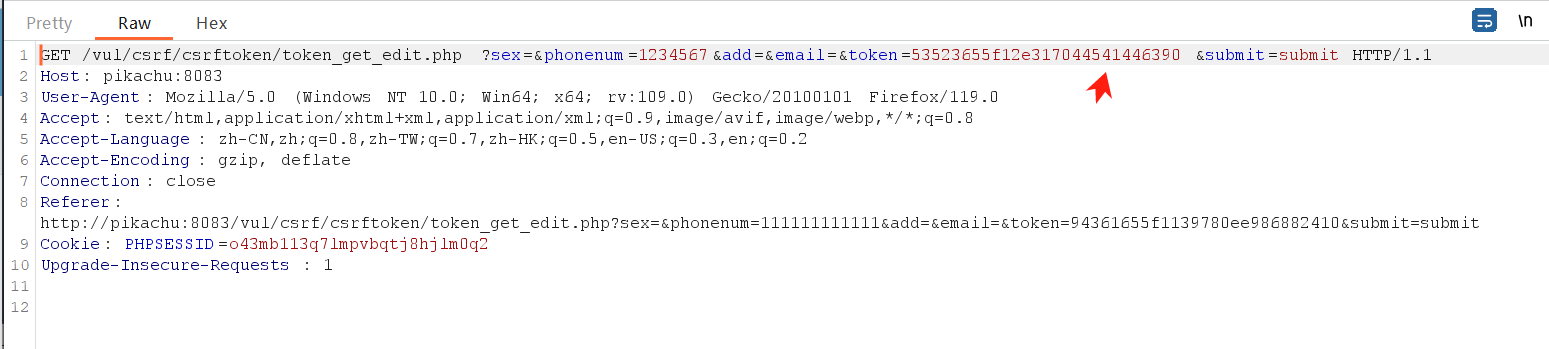 Pretty Raw Hex \n
1 GET /vul/csrf/csrftoken/token_get_edit.php ?sex=&phonenum=1234567&add=&email=&token=53523655f12e317044541446390 &submit=submit HTTP/1.1
2 Host: pikachu:8083
3 User-Agent: Mozilla/5.0 (Windows NT 10.0; Win64; x64; rv:109.0) Gecko/20100101 Firefox/119.0
4 Accept: text/html,application/xhtml+xml,application/xml;q=0.9,image/avif,image/webp,*/*;q=0.8
5 Accept-Language: zh-CN,zh;q=0.8,zh-TW;q=0.7,zh-HK;q=0.5,en-US;q=0.3,en;q=0.2
6 Accept-Encoding: gzip, deflate
7 Connection: close
8 Referer:
http://pikachu:8083/vul/csrf/csrftoken/token_get_edit.php?sex=&phonenum=111111111111&add=&email=&token=94361655f1139780ee986882410&submit=submit
9 Cookie: PHPSESSID=o43mb113q7lmpvbqtj8hjlm0q2
10 Upgrade-Insecure-Requests : 1
11
12